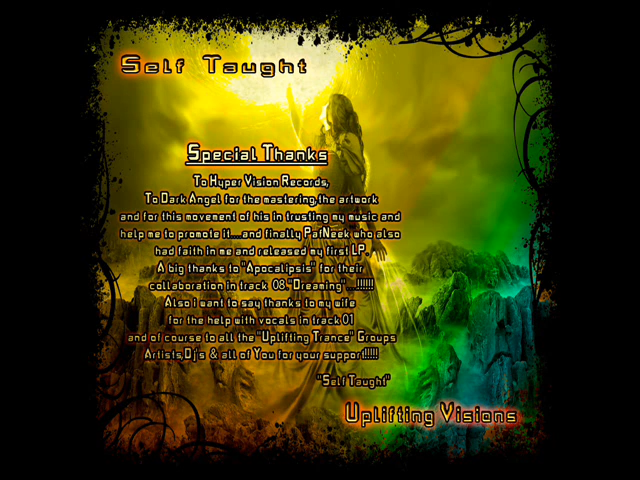 Self Taught
Special Thanks
To Hyper Vision Records,
To Dark Angel for the mastering,the artwork
and for this movement of his in trusting my music and
help me to promote it.....and finally PafNeek who also
had faith in me and released my first LP.
A big thanks to "Apocalipsis" for their
collaboration in track 08."Dreaming"....!!!!!!
Also i want to say thanks to my wife
for the help with vocals in track 01
and of course to all the "Uplifting Trance" Groups
Artists,Dj's & all of You for your support!!!!!
"Self Taught"
Uplifting Visions